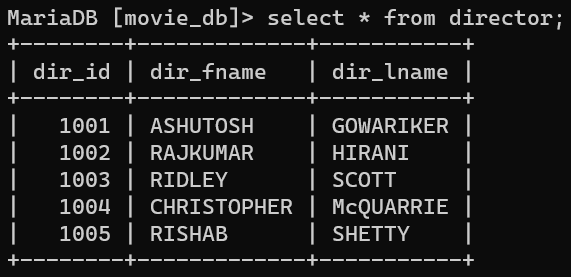 MariaDB [movie_db]> select * from director;
+--------+-------------+-----------+
| dir_id | dir_fname   | dir_lname |
+--------+-------------+-----------+
|   1001 | ASHUTOSH    | GOWARIKER |
|   1002 | RAJKUMAR    | HIRANI    |
|   1003 | RIDLEY      | SCOTT     |
|   1004 | CHRISTOPHER | McQUARRIE |
|   1005 | RISHAB      | SHETTY    |
+--------+-------------+-----------+